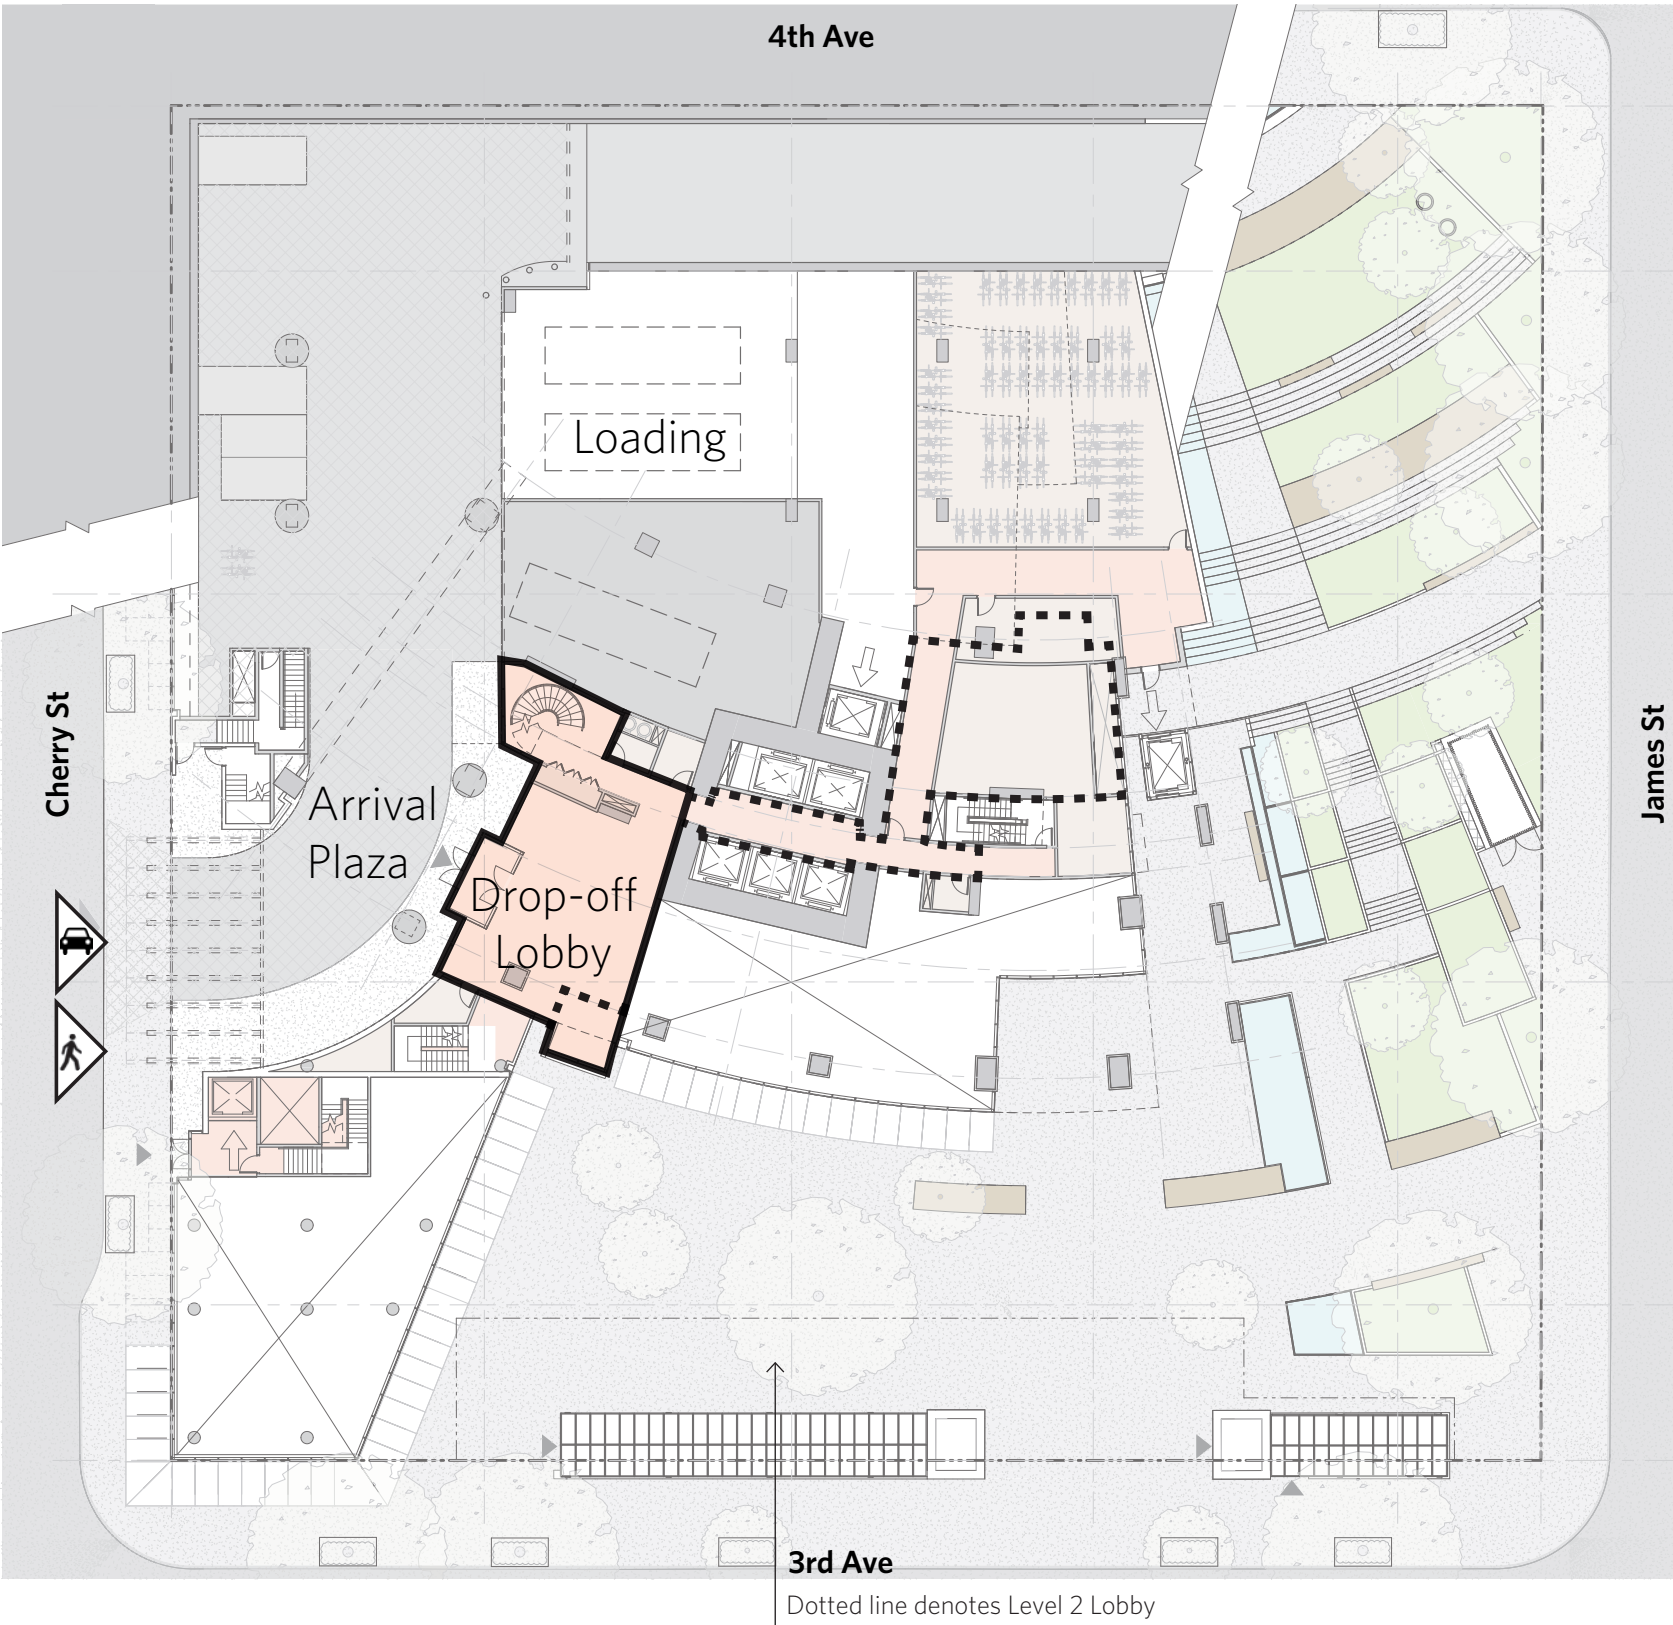 4th Ave
Loading
Cherry St
James St
Arrival
Plaza
Drop-off
Lobby
3rd Ave
Dotted line denotes Level 2 Lobby